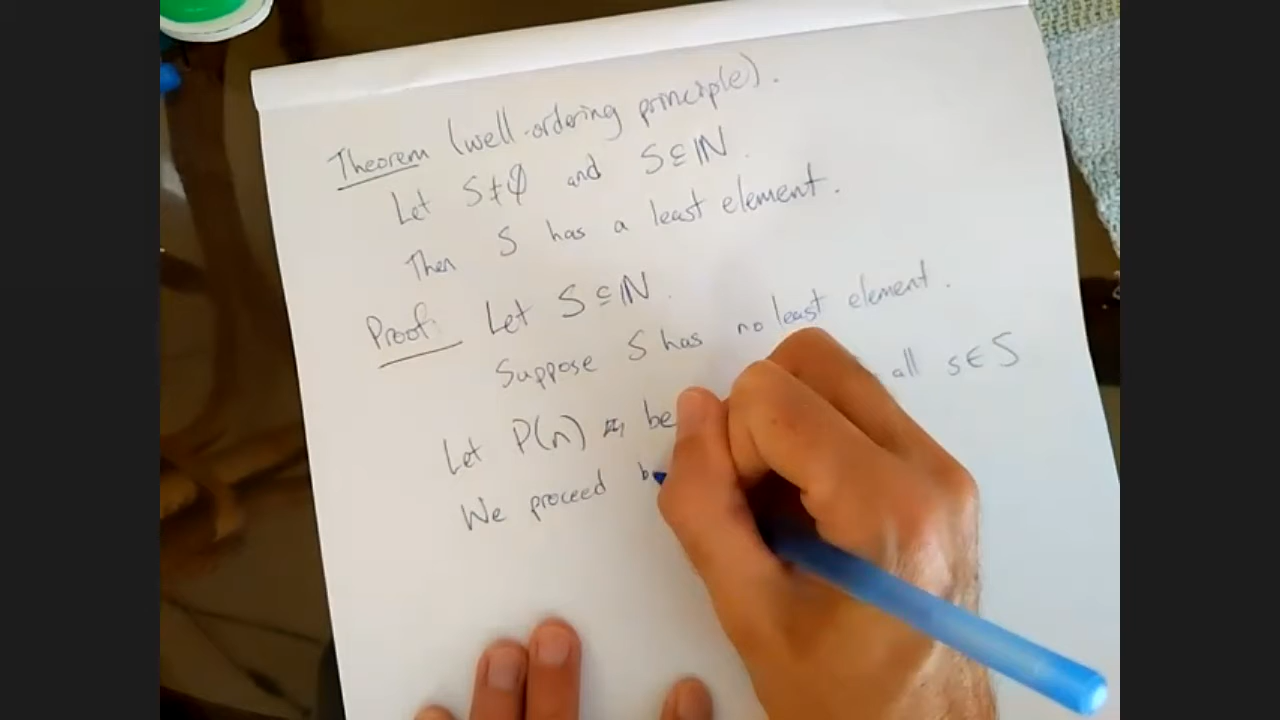 Theorem (well-ordering principle).
Let S ≠ ∅ and S ⊆ ℕ.
Then S has a least element.
Proof: Let S ⊆ ℕ.
Suppose S has no least element.
Let P(n) be all s ∈ S
We proceed b